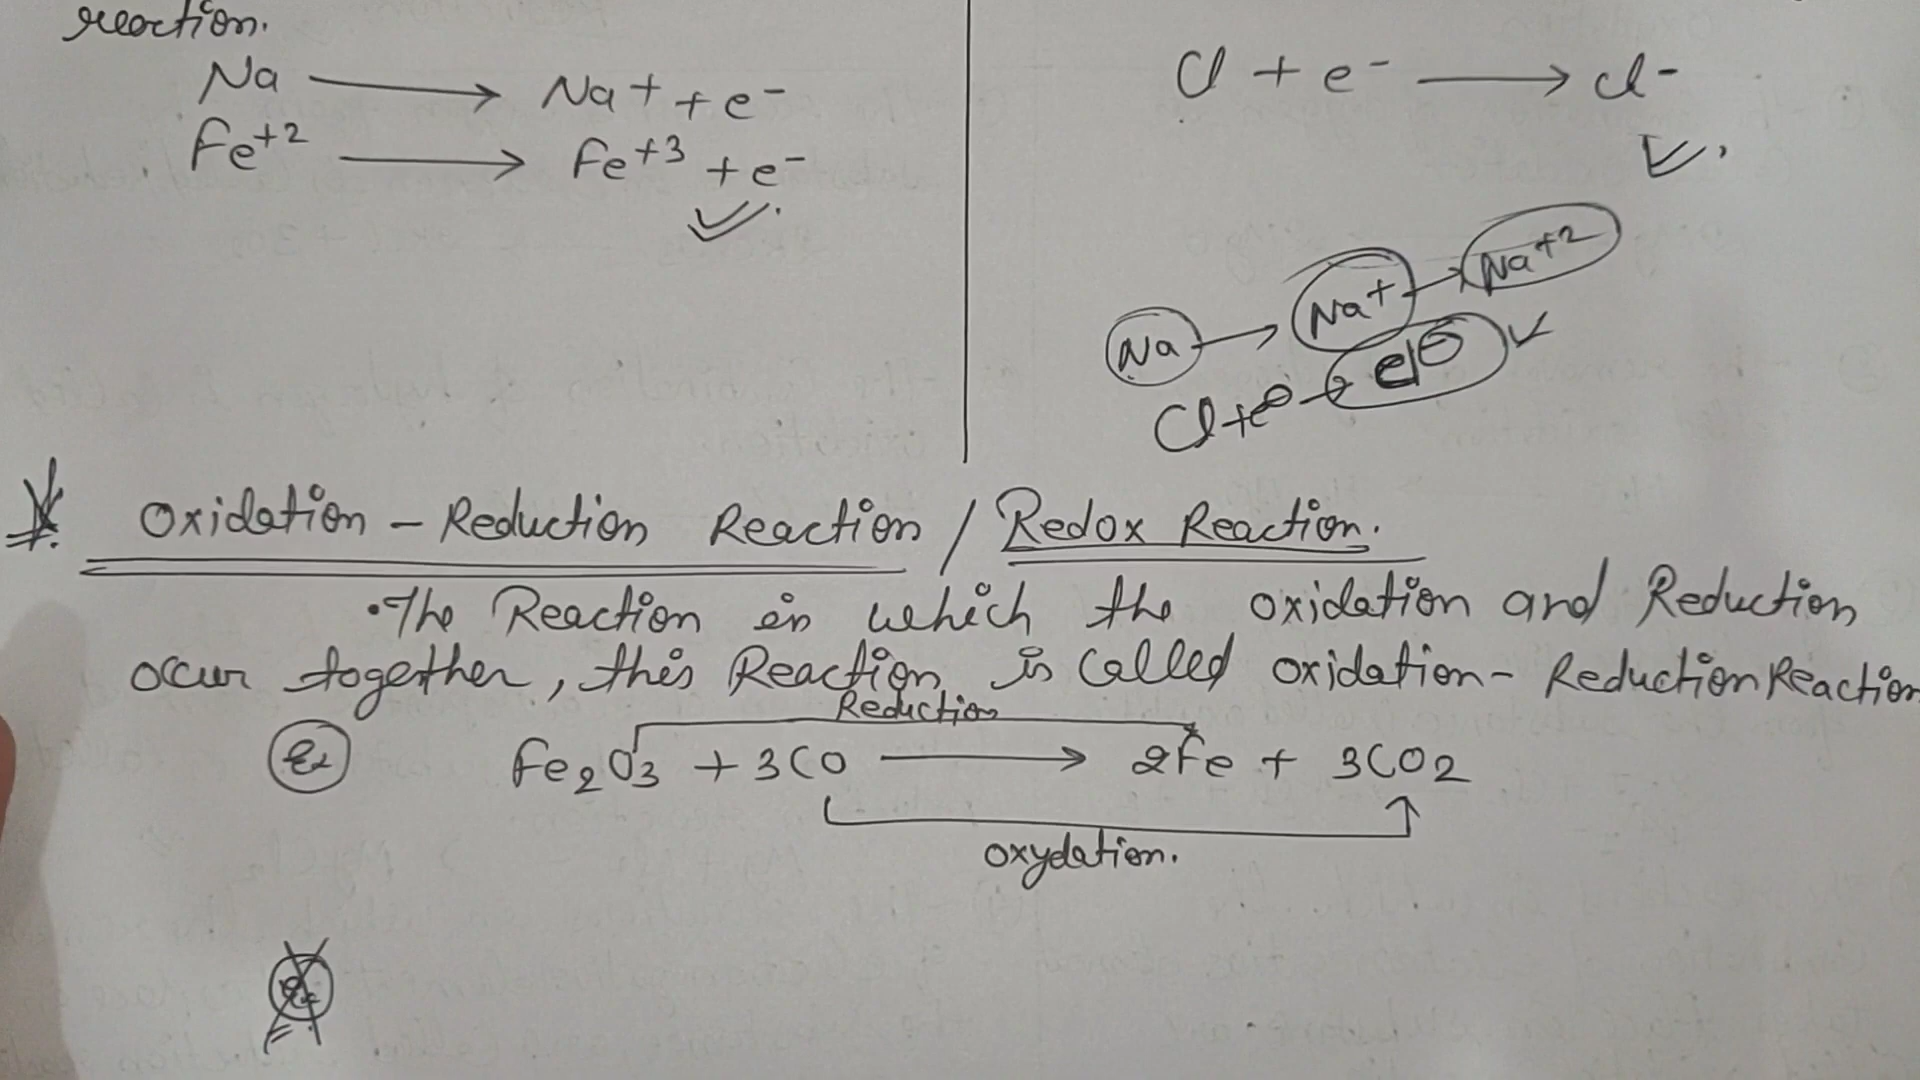 reaction.
Na ⟶ Na+ + e-
Fe+2 ⟶ Fe+3 + e-
Cl + e- ⟶ Cl-
Na → Na+ → Na+2
Cl + e⊖ → Cl⊖
Oxidation - Reduction Reaction / Redox Reaction.
• The Reaction in which the oxidation and Reduction
occur together, this Reaction is called oxidation - Reduction Reaction
Reduction
Ex Fe2O3 + 3CO ⟶ 2Fe + 3CO2
oxydation.